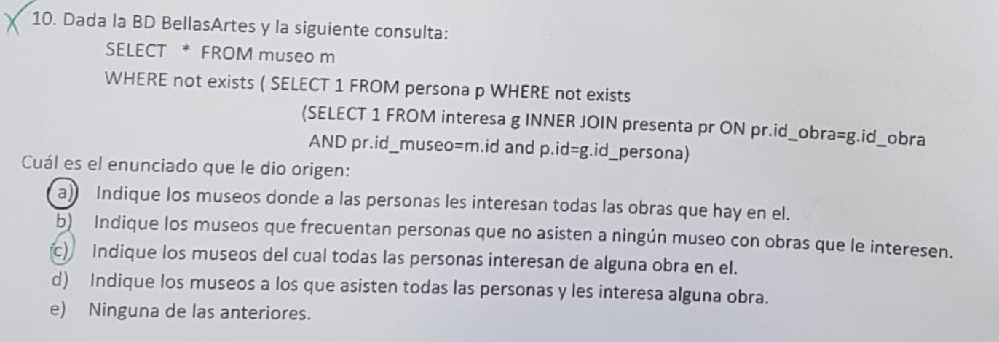 X 10. Dada la BD BellasArtes y la siguiente consulta:
SELECT * FROM museo m
WHERE not exists ( SELECT 1 FROM persona p WHERE not exists
(SELECT 1 FROM interesa g INNER JOIN presenta pr ON pr.id_obra=g.id_obra
AND pr.id_museo=m.id and p.id=g.id_persona)
Cuál es el enunciado que le dio origen:
a) Indique los museos donde a las personas les interesan todas las obras que hay en el.
b) Indique los museos que frecuentan personas que no asisten a ningún museo con obras que le interesen.
c) Indique los museos del cual todas las personas interesan de alguna obra en el.
d) Indique los museos a los que asisten todas las personas y les interesa alguna obra.
e) Ninguna de las anteriores.